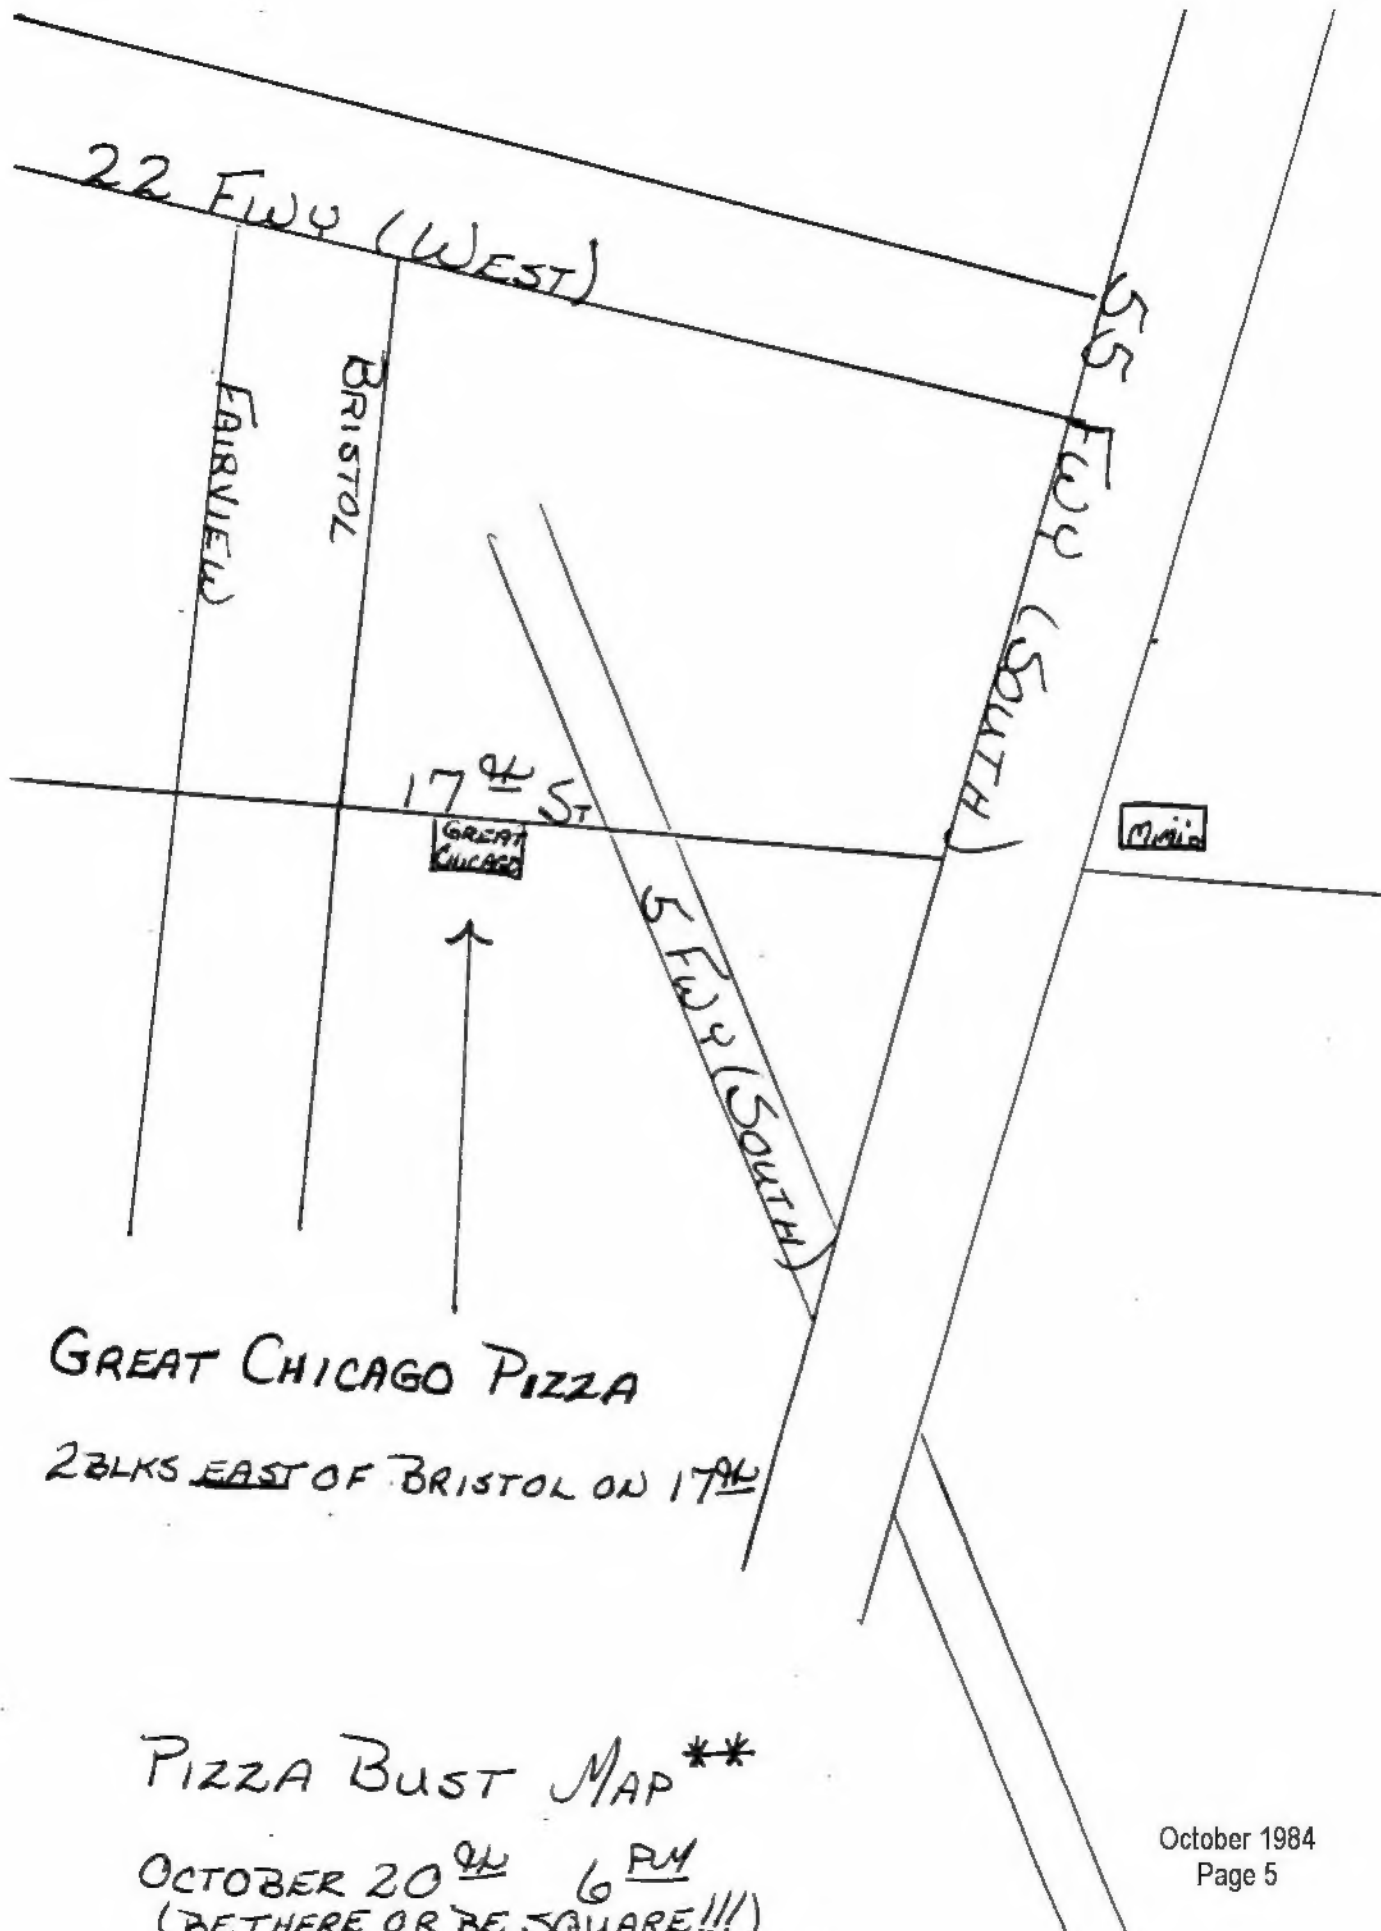 22 FWY (WEST)
55 FWY (SOUTH)
FAIRVIEW
BRISTOL
17th ST
GREAT
CHICAGO
5 FWY (SOUTH)
GREAT CHICAGO PIZZA
2 BLKS EAST OF BRISTOL ON 17th
PIZZA BUST MAP **
OCTOBER 20th 6 PM
(BE THERE OR BE SQUARE!!!)
October 1984
Page 5